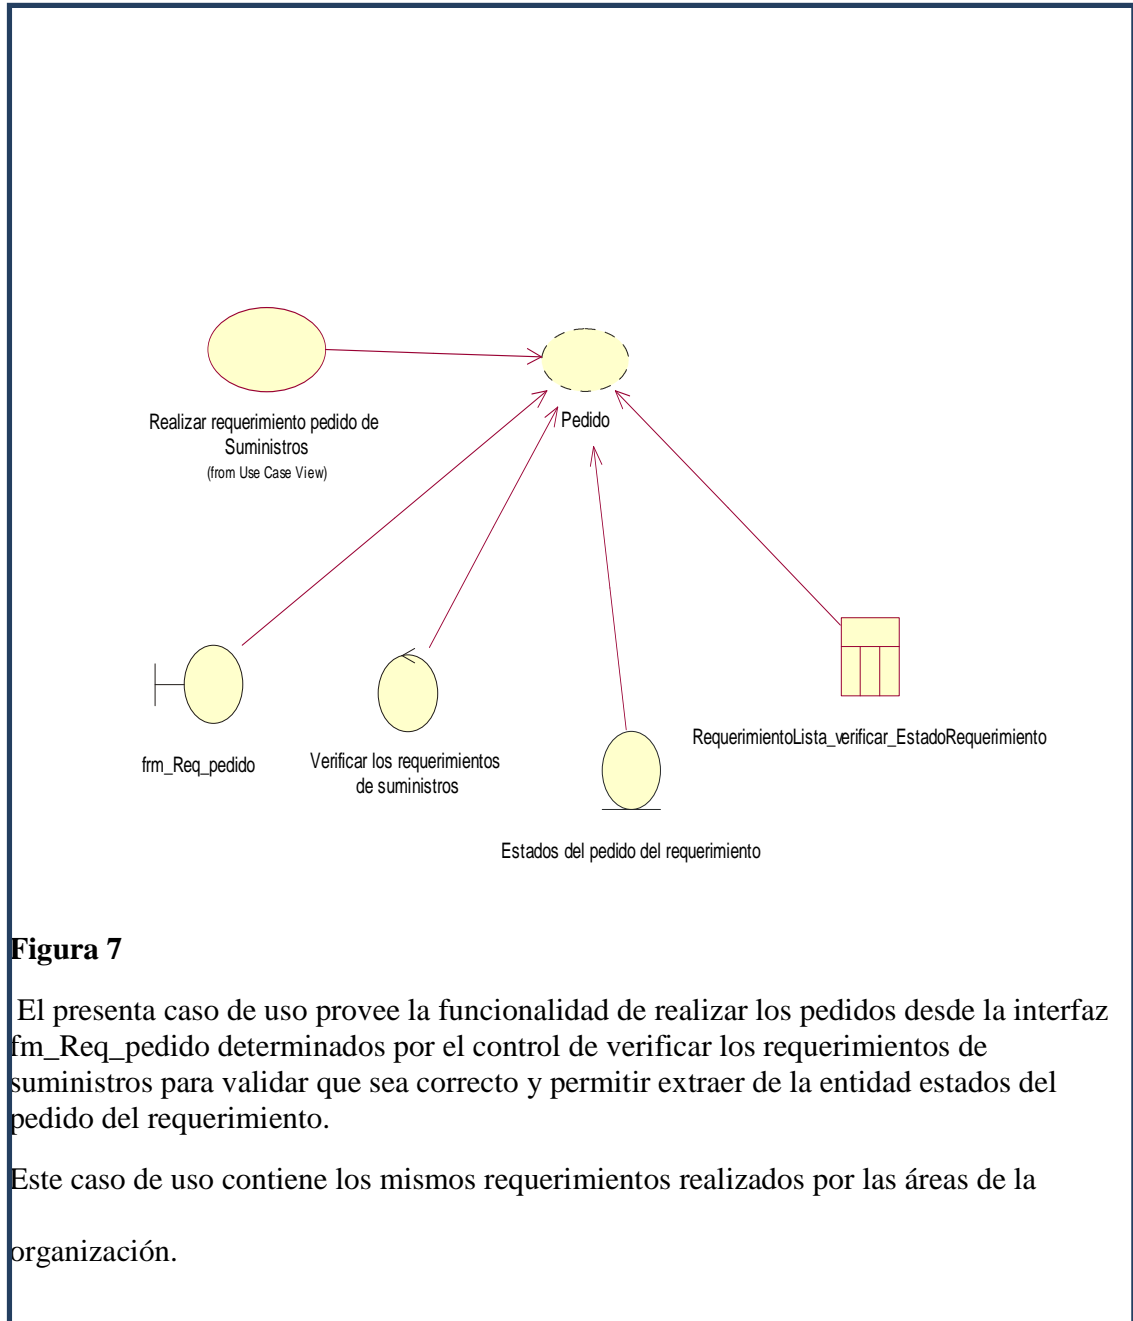 Realizar requerimiento pedido de
Suministros
(from Use Case View)
Pedido
frm_Req_pedido
Verificar los requerimientos
de suministros
Estados del pedido del requerimiento
RequerimientoLista_verificar_EstadoRequerimiento
Figura 7
El presenta caso de uso provee la funcionalidad de realizar los pedidos desde la interfaz
fm_Req_pedido determinados por el control de verificar los requerimientos de
suministros para validar que sea correcto y permitir extraer de la entidad estados del
pedido del requerimiento.
Este caso de uso contiene los mismos requerimientos realizados por las áreas de la
organización.